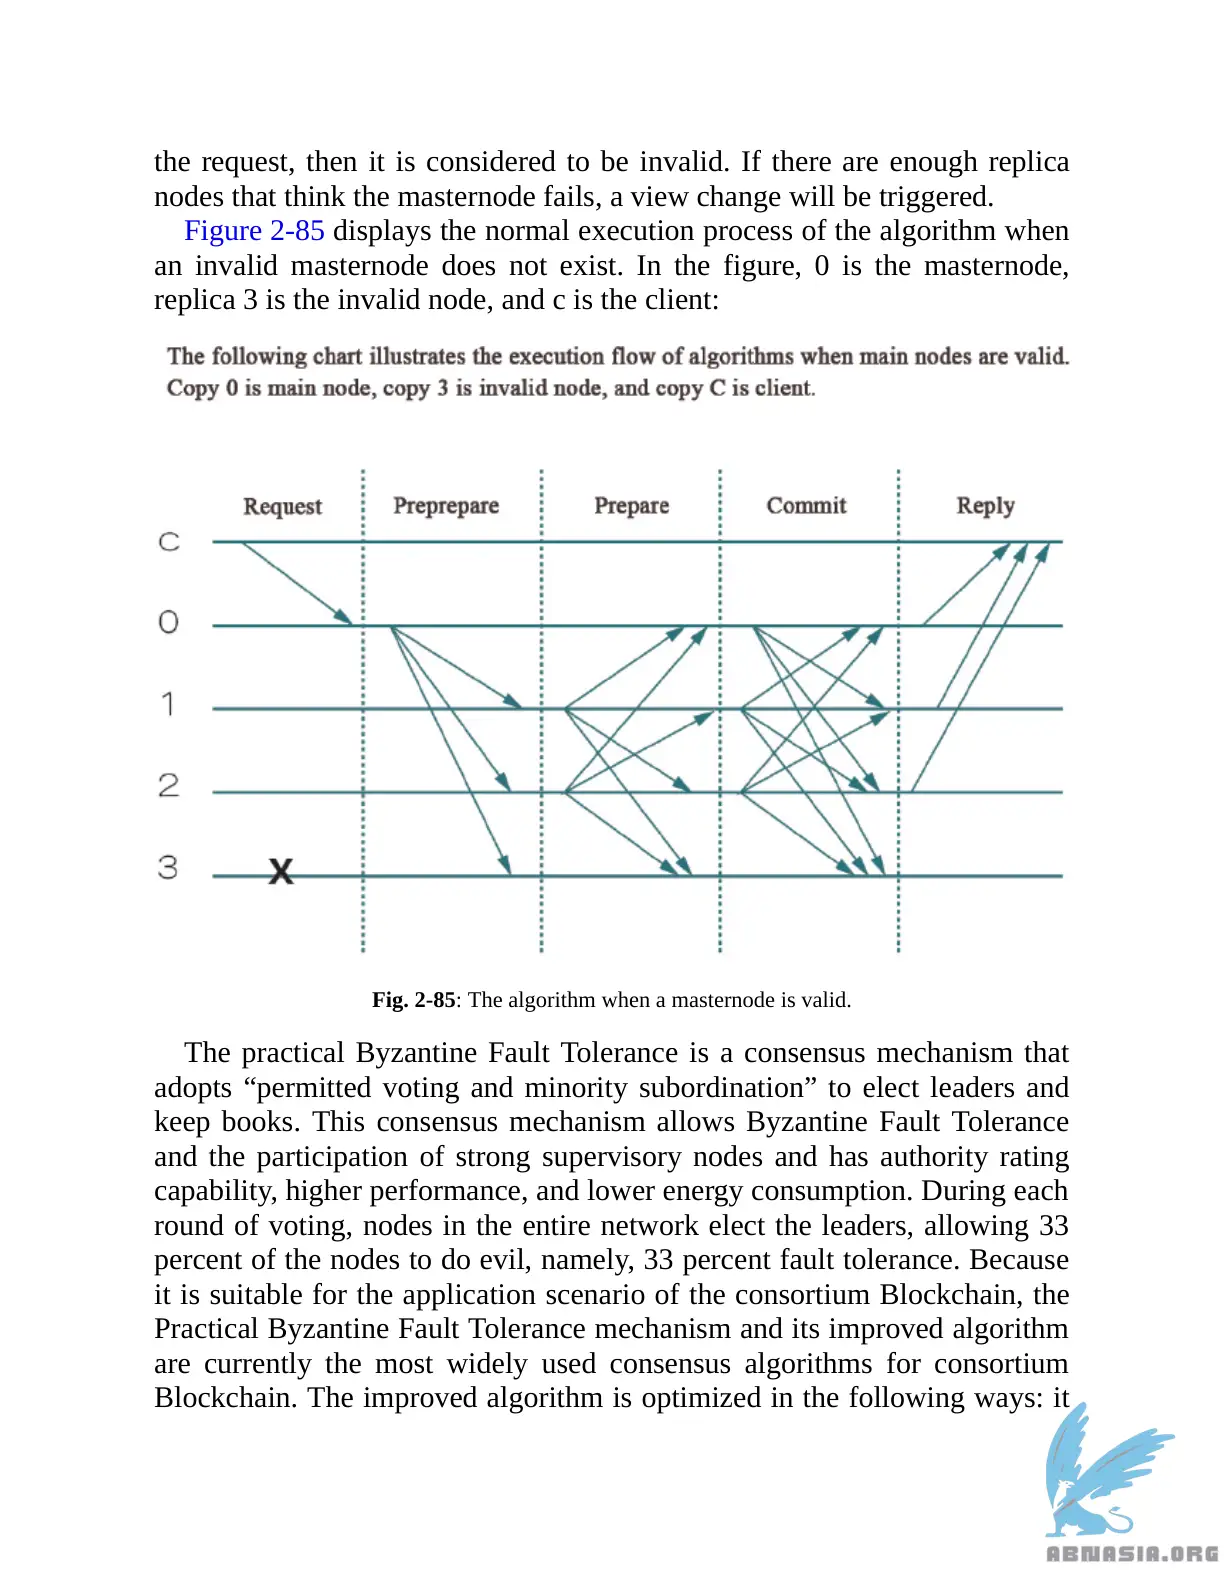 the request, then it is considered to be invalid. If there are enough replica
nodes that think the masternode fails, a view change will be triggered.
Figure 2-85 displays the normal execution process of the algorithm when
an invalid masternode does not exist. In the figure, 0 is the masternode,
replica 3 is the invalid node, and c is the client:
The following chart illustrates the execution flow of algorithms when main nodes are valid.
Copy 0 is main node, copy 3 is invalid node, and copy C is client.
Request Preprepare Prepare Commit Reply
C
0
1
2
3 X
Fig. 2-85: The algorithm when a masternode is valid.
The practical Byzantine Fault Tolerance is a consensus mechanism that
adopts “permitted voting and minority subordination” to elect leaders and
keep books. This consensus mechanism allows Byzantine Fault Tolerance
and the participation of strong supervisory nodes and has authority rating
capability, higher performance, and lower energy consumption. During each
round of voting, nodes in the entire network elect the leaders, allowing 33
percent of the nodes to do evil, namely, 33 percent fault tolerance. Because
it is suitable for the application scenario of the consortium Blockchain, the
Practical Byzantine Fault Tolerance mechanism and its improved algorithm
are currently the most widely used consensus algorithms for consortium
Blockchain. The improved algorithm is optimized in the following ways: it
ABNASIA.ORG